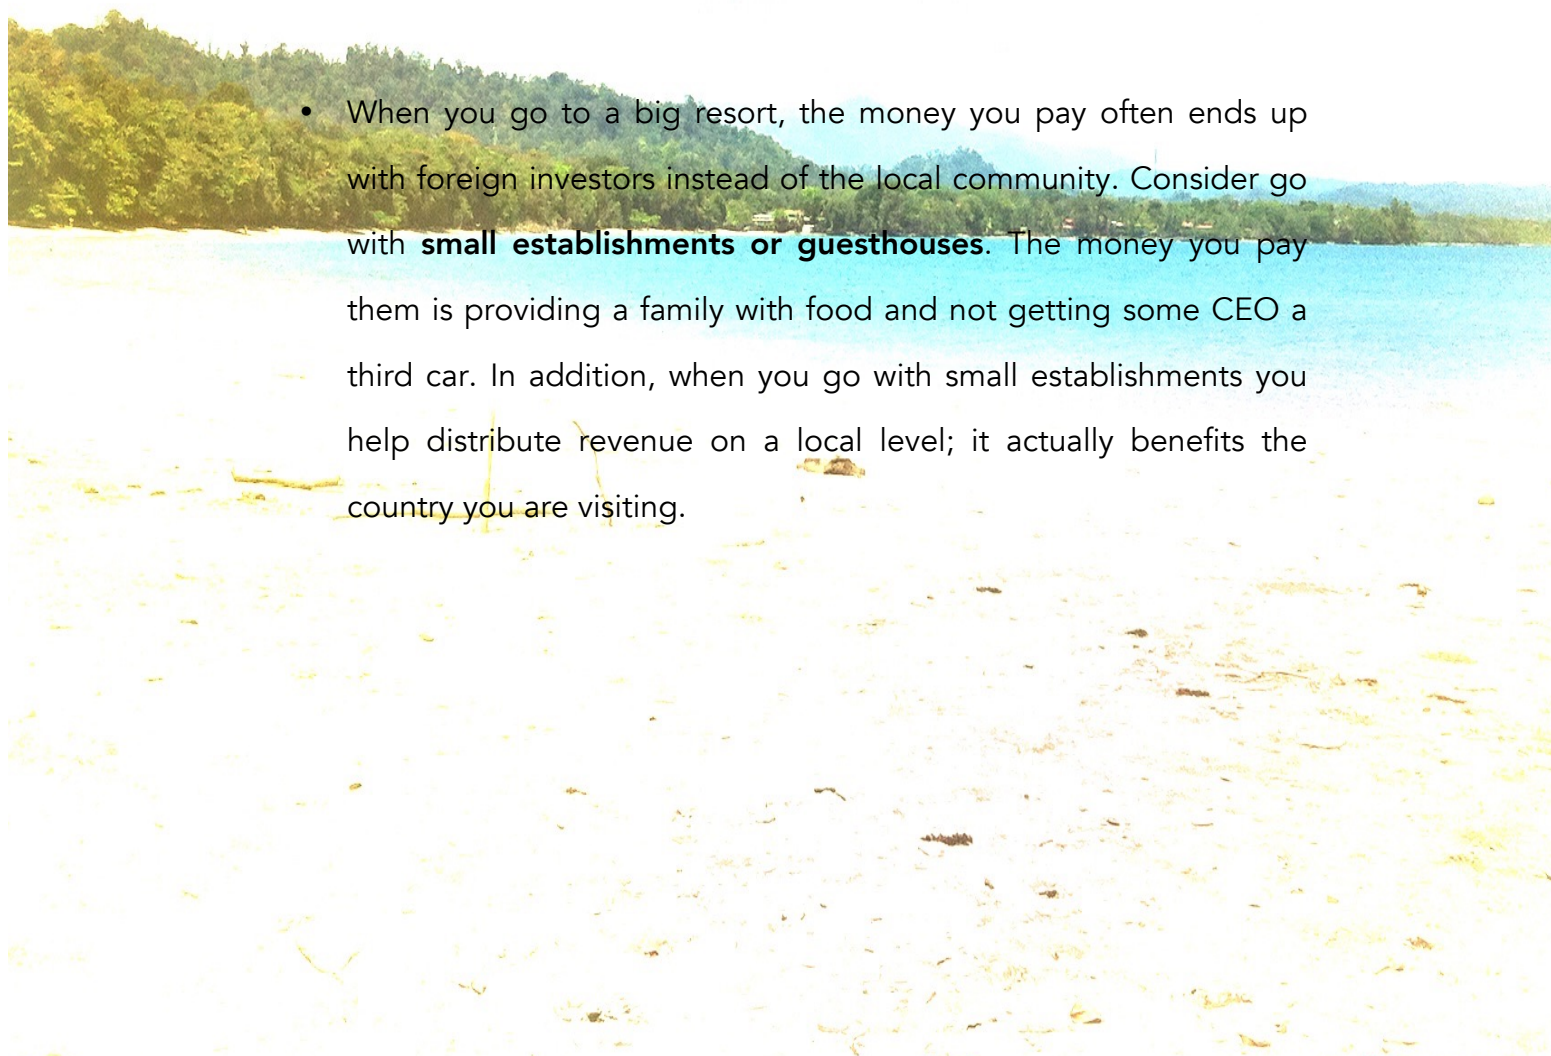 • When you go to a big resort, the money you pay often ends up
with foreign investors instead of the local community. Consider go
with small establishments or guesthouses. The money you pay
them is providing a family with food and not getting some CEO a
third car. In addition, when you go with small establishments you
help distribute revenue on a local level; it actually benefits the
country you are visiting.